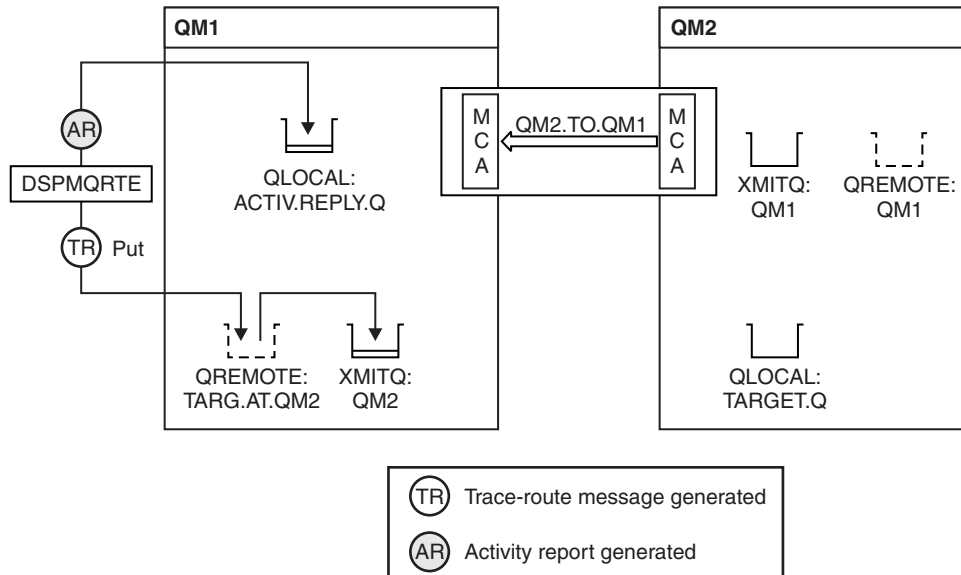 QM1
QM2
AR
DSPMQRTE
TR Put
QLOCAL:
ACTIV.REPLY.Q
M
C
A
QM2.TO.QM1
M
C
A
XMITQ:
QM1
QREMOTE:
QM1
QREMOTE:
TARG.AT.QM2
XMITQ:
QM2
QLOCAL:
TARGET.Q
TR Trace-route message generated
AR Activity report generated